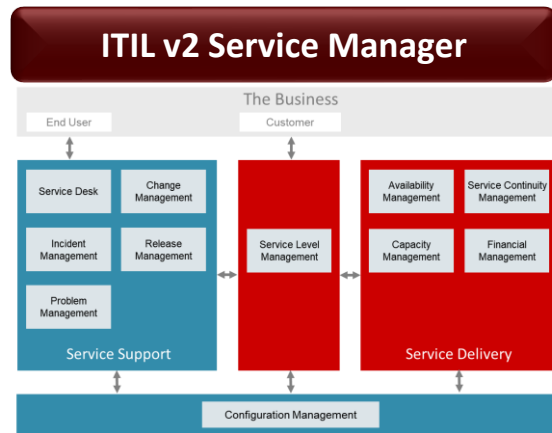 ITIL v2 Service Manager
The Business
End User
Customer
Service Desk
Change
Management
Incident
Management
Release
Management
Problem
Management
Service Support
Service Level
Management
Availability
Management
Service Continuity
Management
Capacity
Management
Financial
Management
Service Delivery
Configuration Management